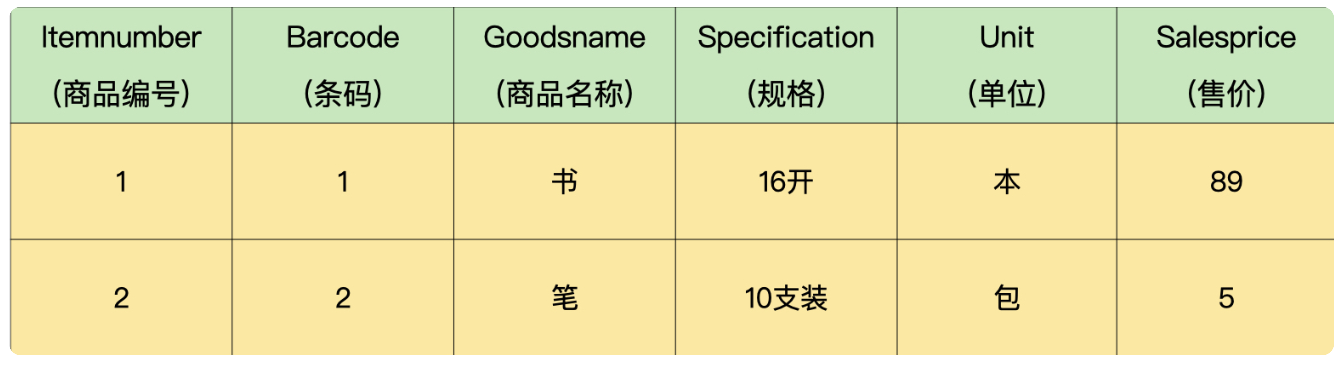 Itemnumber Barcode Goodsname Specification Unit Salesprice
（商品编号） （条码） （商品名称） （规格） （单位） （售价）
1 1 书 16开 本 89
2 2 笔 10支装 包 5